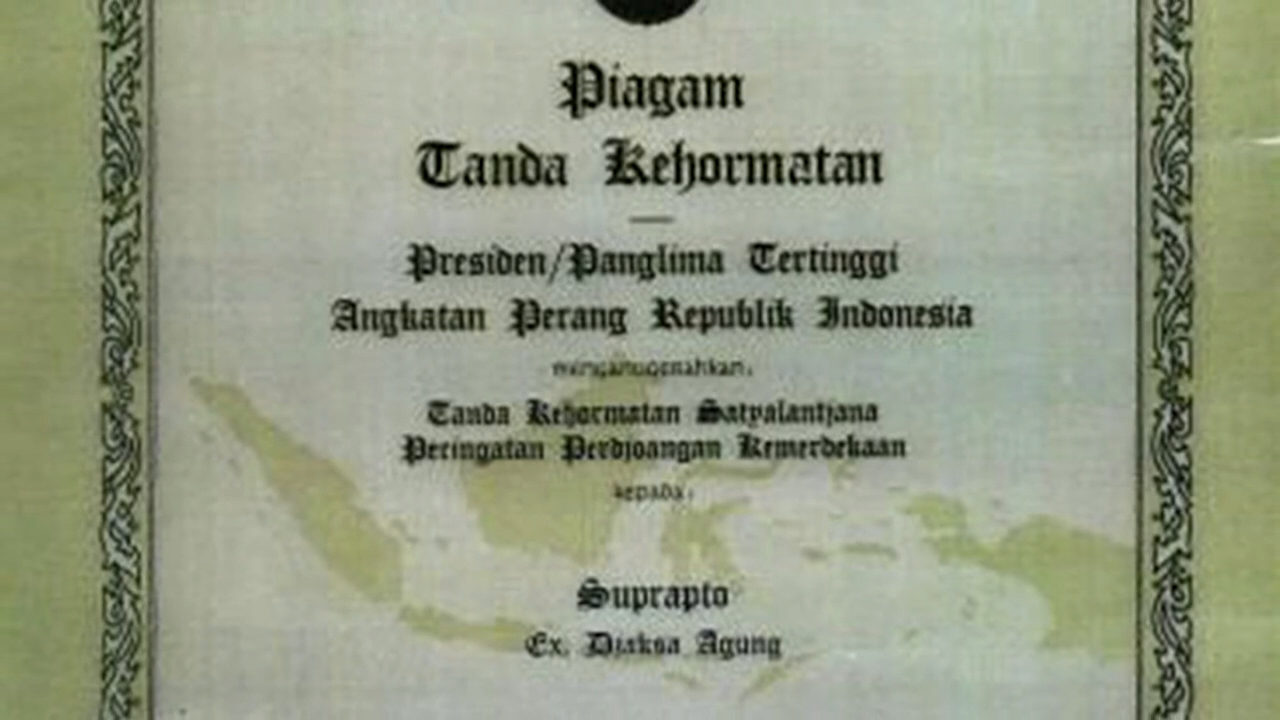 Piagam
Tanda Kehormatan
Presiden/Panglima Tertinggi
Angkatan Perang Republik Indonesia
menganugerahkan:
Tanda Kehormatan Satyalantjana
Peringatan Perdjoangan Kemerdekaan
kepada:
Suprapto
Ex. Djaksa Agung